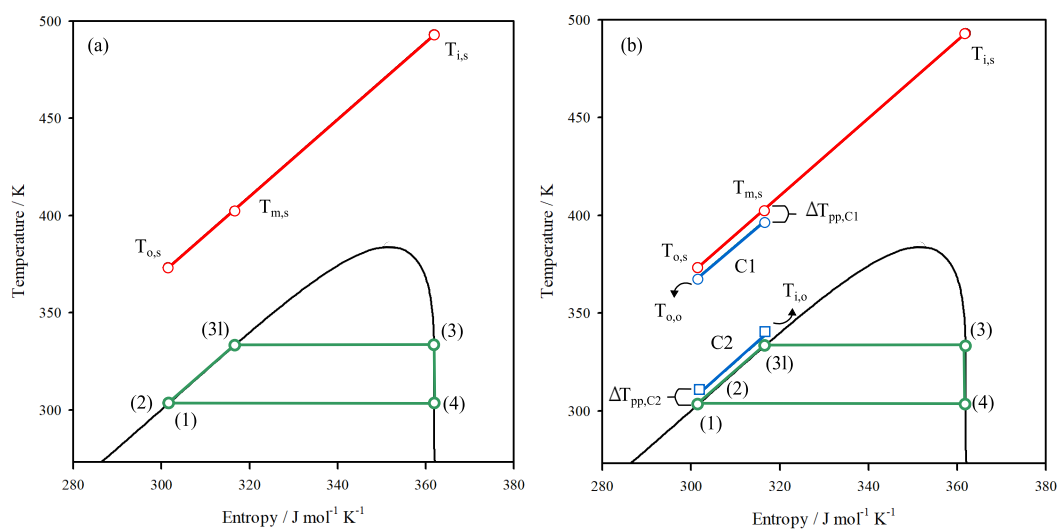 (a)
500
450
400
350
300
280
300
320
340
360
380
Temperature / K
Entropy / J mol⁻¹ K⁻¹
T_i,s
T_m,s
T_o,s
(3l)
(3)
(2)
(1)
(4)
(b)
500
450
400
350
300
280
300
320
340
360
380
Temperature / K
Entropy / J mol⁻¹ K⁻¹
T_i,s
T_m,s
ΔT_pp,C1
T_o,s
C1
T_o,o
T_i,o
C2
(3l)
(3)
ΔT_pp,C2
(2)
(1)
(4)